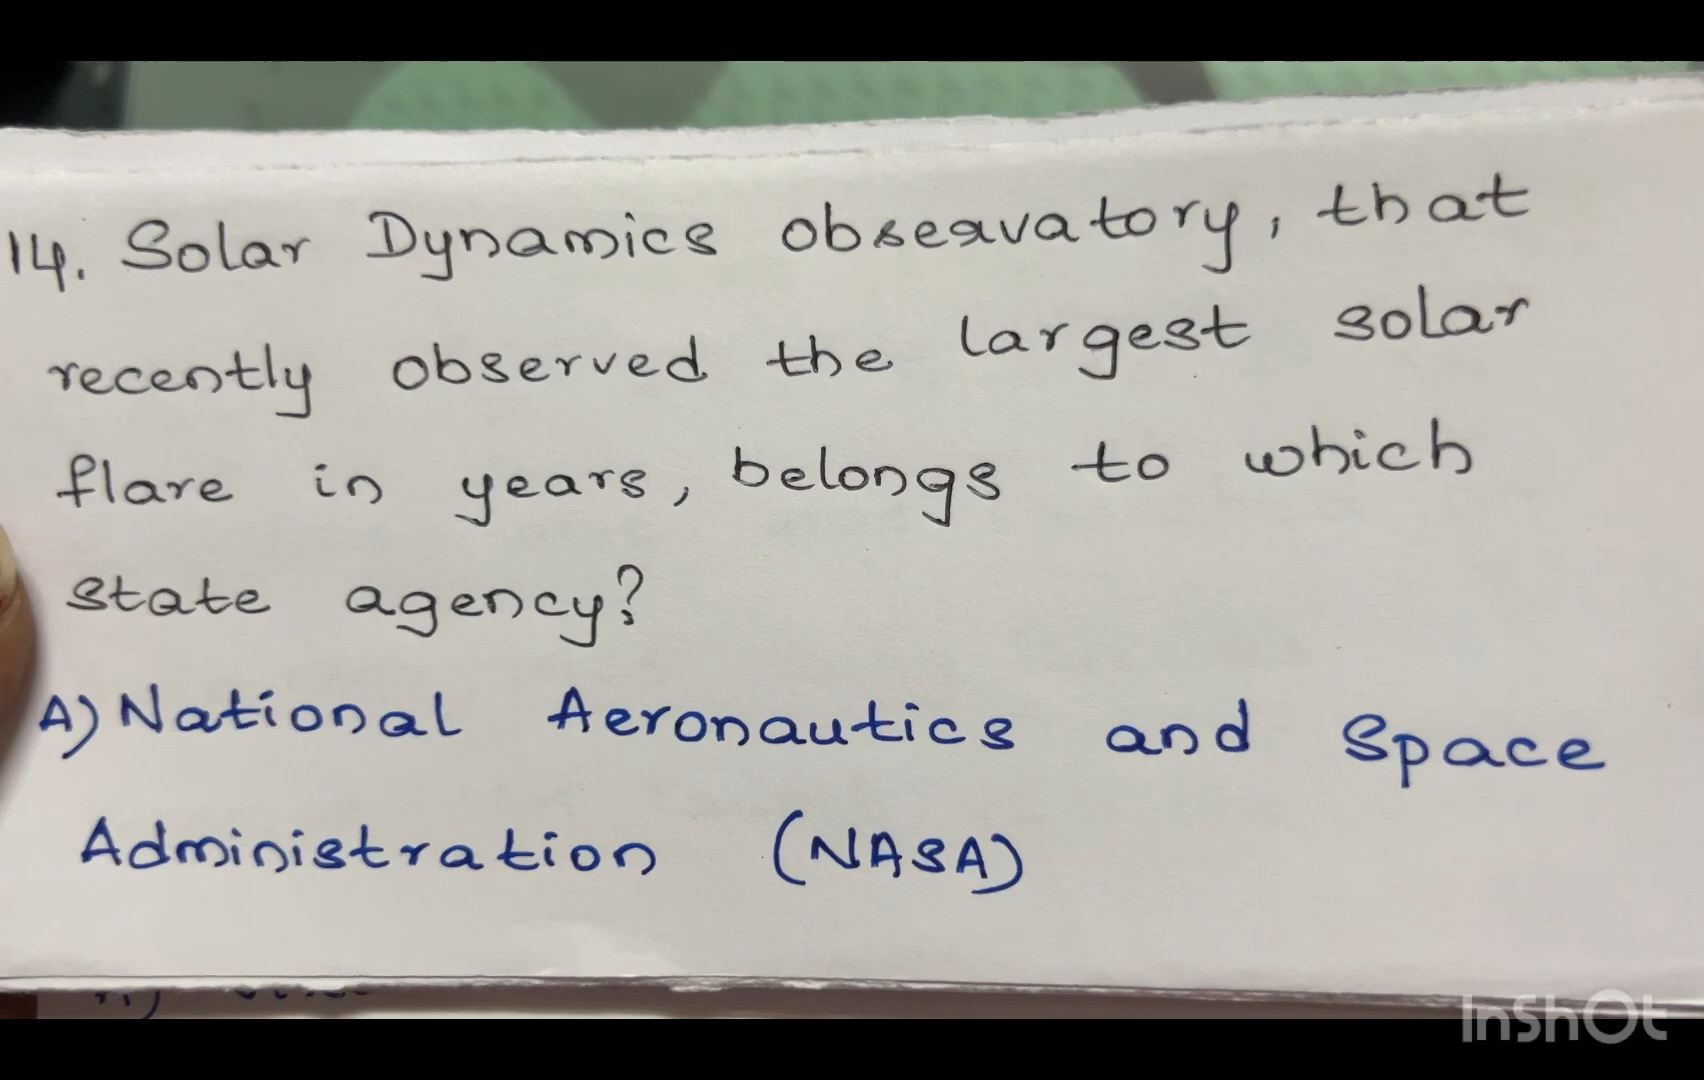 14. Solar Dynamics observatory, that
recently observed the largest solar
flare in years, belongs to which
state agency?
A) National Aeronautics and Space
Administration (NASA)
InShOt